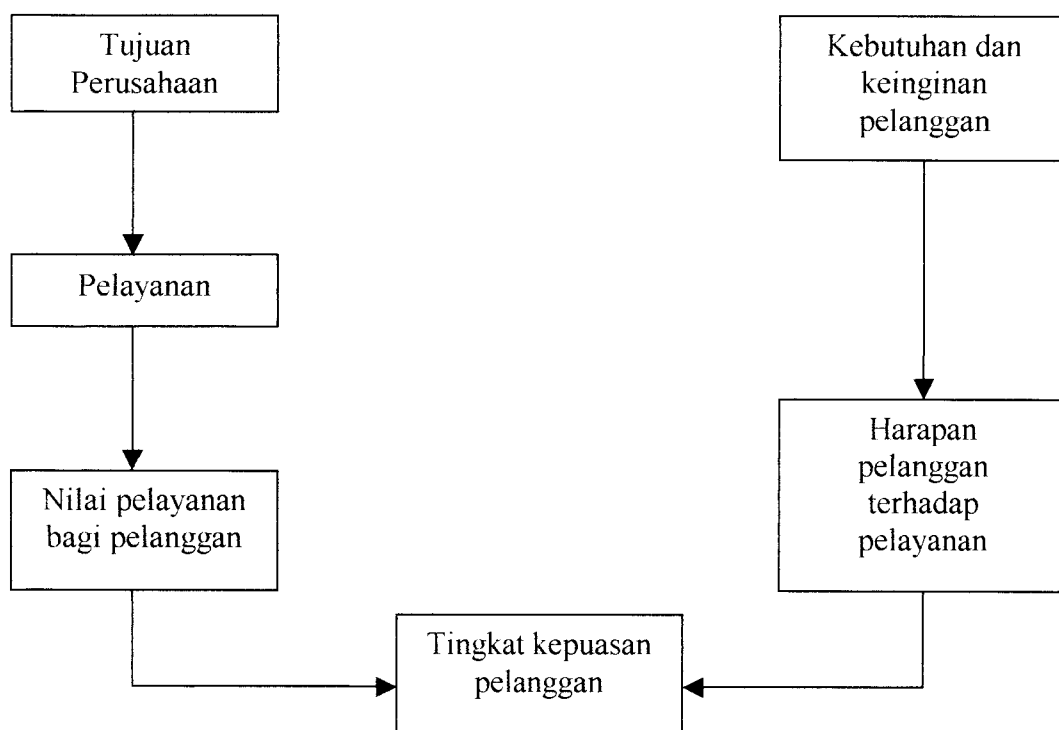 Tujuan
Perusahaan
Kebutuhan dan
keinginan
pelanggan
Pelayanan
Harapan
pelanggan
terhadap
pelayanan
Nilai pelayanan
bagi pelanggan
Tingkat kepuasan
pelanggan